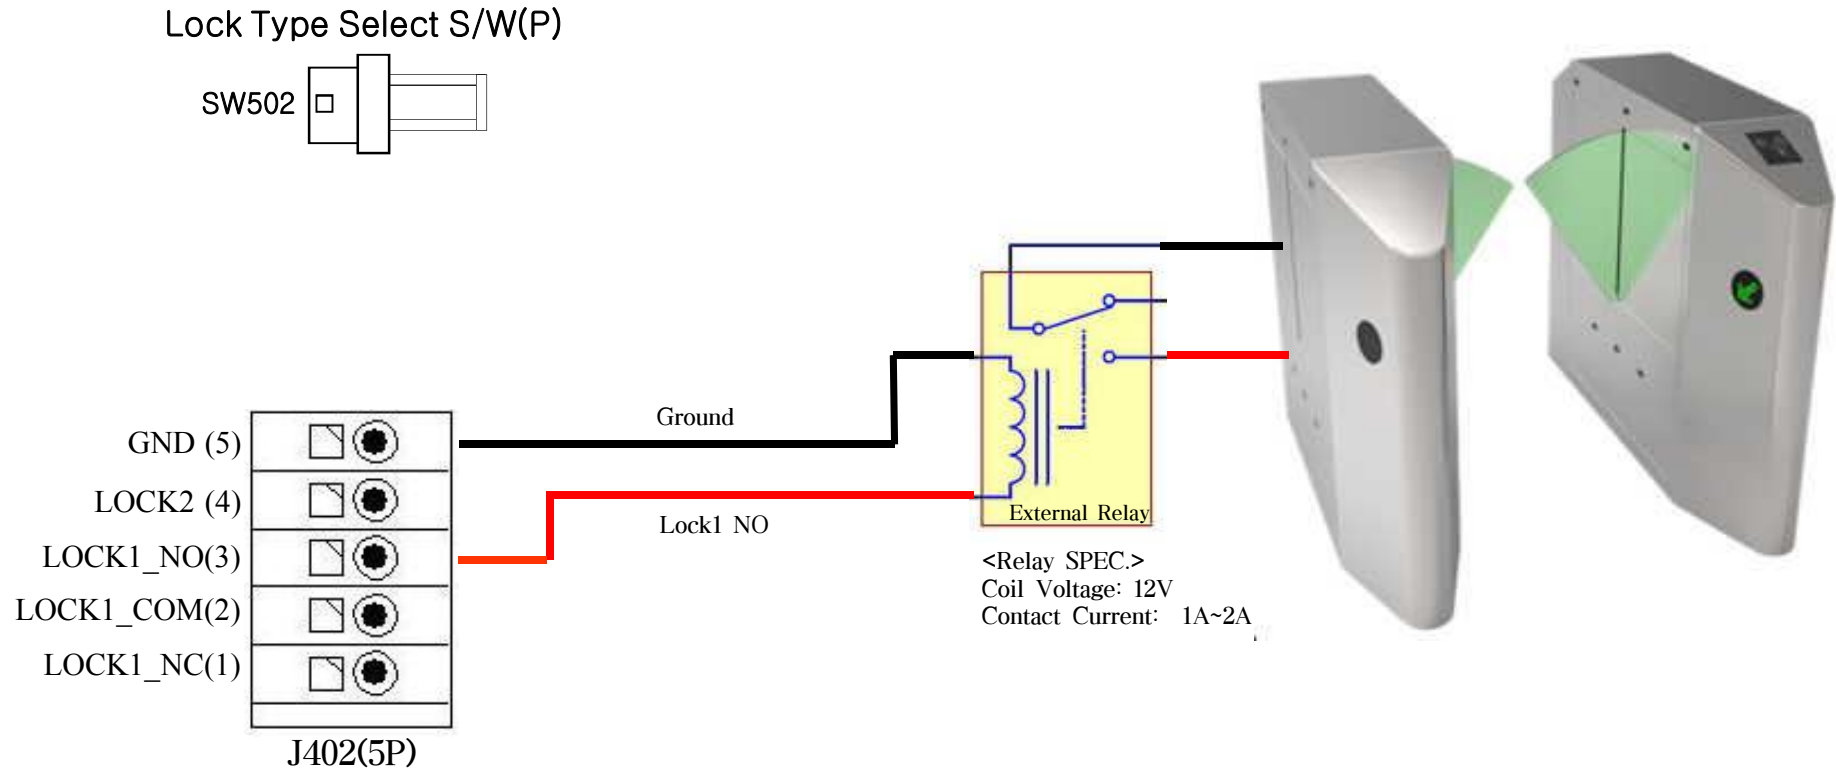 Lock Type Select S/W(P)
SW502
Ground
GND (5)
LOCK2 (4)
Lock1 NO
External Relay
LOCK1_NO(3)
<Relay SPEC.>
Coil Voltage: 12V
LOCK1_COM(2)
Contact Current: 1A~2A
LOCK1_NC(1)
J402(5P)